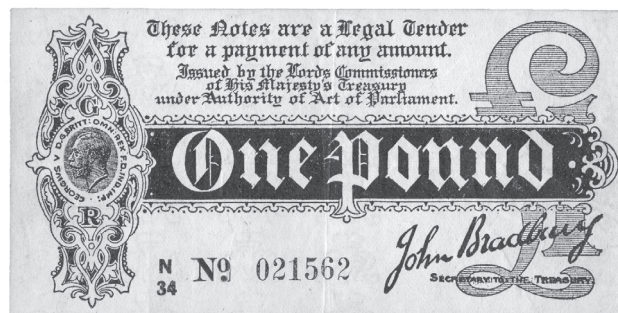 These Notes are a Legal Tender
for a payment of any amount.
Issued by the Lords Commissioners
of His Majesty's Treasury
under Authority of Act of Parliament.
£1
G
GEORGIVS V D.G.BRITT: OMN: REX F.D. IND: IMP:
R
One Pound
£1
N
34
Nº 021562
John Bradbury
SECRETARY TO THE TREASURY.